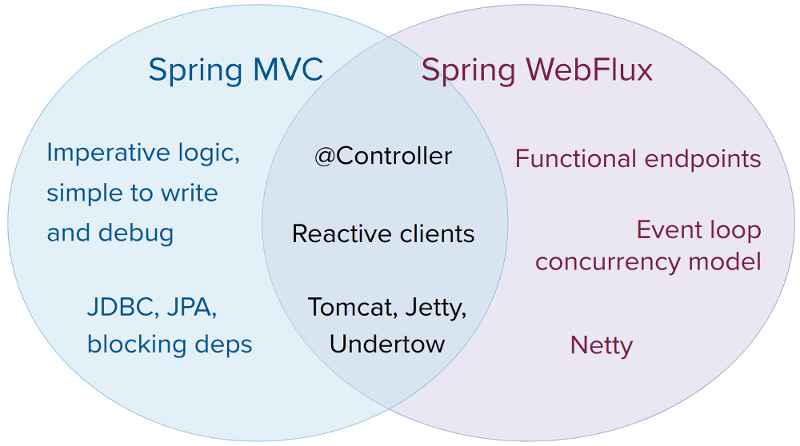 Spring MVC
Imperative logic,
simple to write
and debug
JDBC, JPA,
blocking deps
@Controller
Reactive clients
Tomcat, Jetty,
Undertow
Spring WebFlux
Functional endpoints
Event loop
concurrency model
Netty